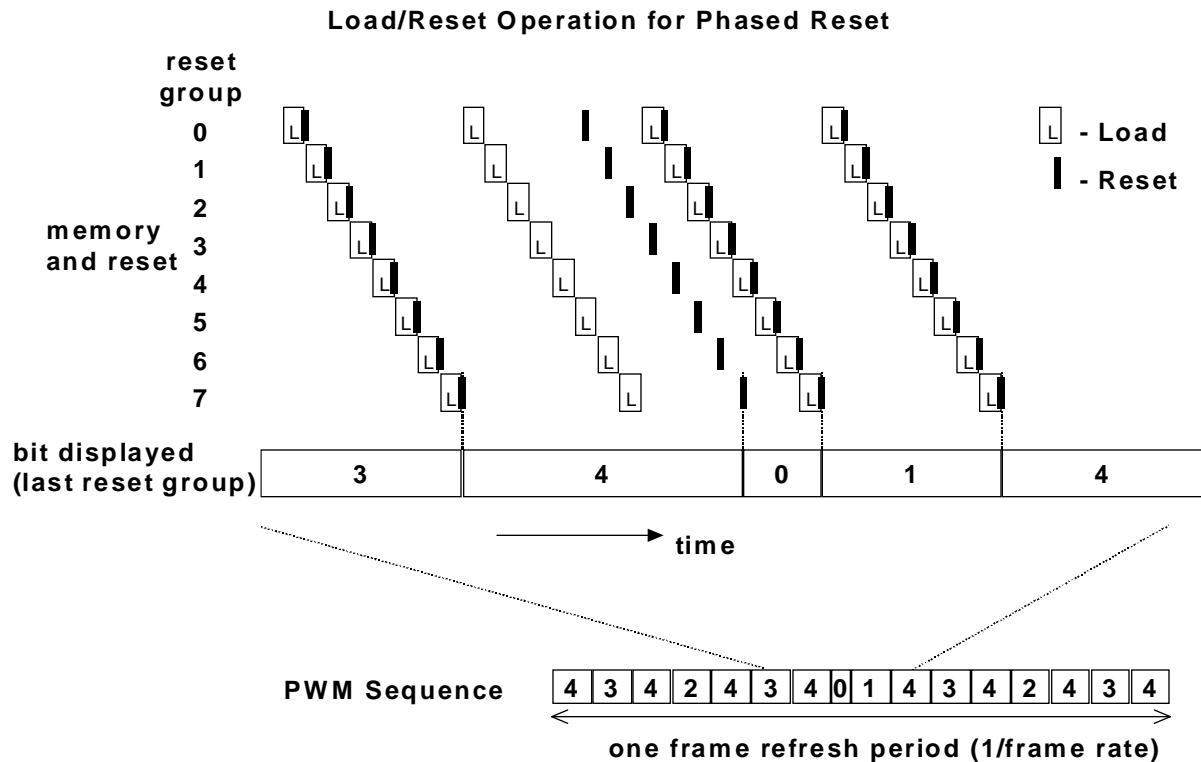 Load/Reset Operation for Phased Reset
reset
group
0
L
L
L
L
L - Load
1
L
L
L
L
- Reset
2
L
L
L
L
memory
and reset
3
L
L
L
L
4
L
L
L
L
5
L
L
L
L
6
L
L
L
L
7
L
L
L
L
bit displayed
(last reset group)
3 4 0 1 4
time
PWM Sequence
4 3 4 2 4 3 4 0 1 4 3 4 2 4 3 4
one frame refresh period (1/frame rate)